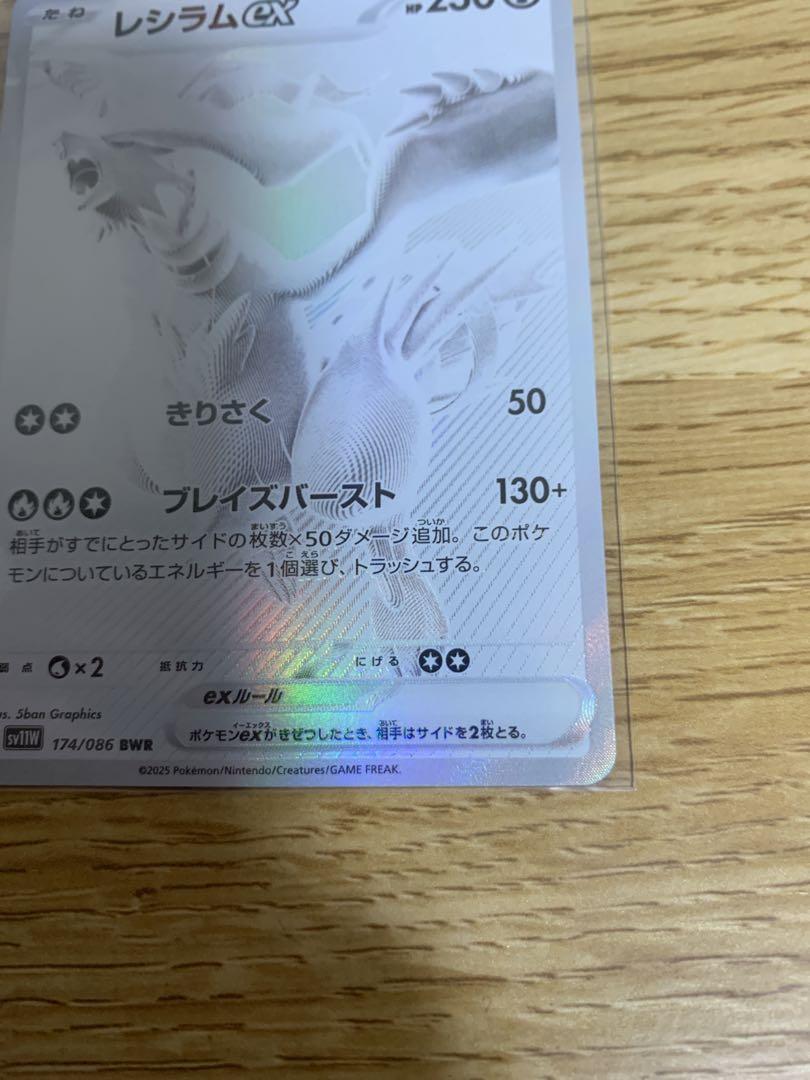 たね レシラムex HP230
きりさく 50
ブレイズバースト 130+
相手がすでにとったサイドの枚数×50ダメージ追加。このポケ
モンについているエネルギーを1個選び、トラッシュする。
弱点 ×2 抵抗力 にげる
exルール
ポケモンexがきぜつしたとき、相手はサイドを2枚とる。
us. 5ban Graphics
sv11W 174/086 BWR
©2025 Pokémon/Nintendo/Creatures/GAME FREAK.